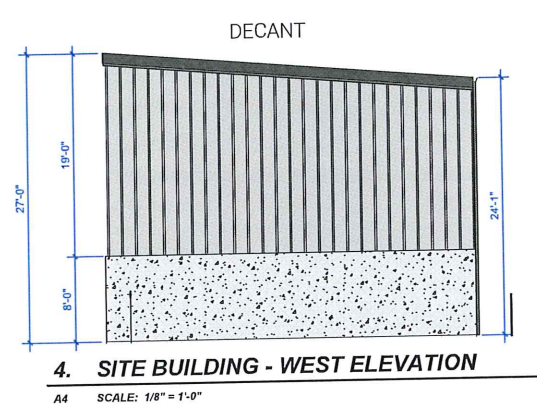 DECANT
27'-0"
19'-0"
8'-0"
24'-1"
4. SITE BUILDING - WEST ELEVATION
A4 SCALE: 1/8" = 1'-0"